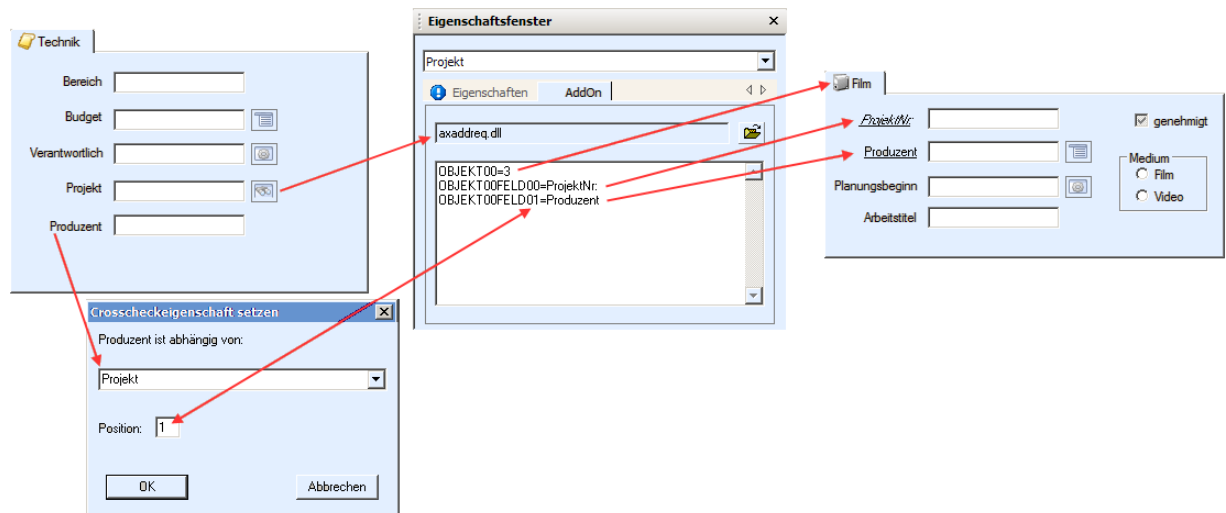 Technik
Bereich
Budget
Verantwortlich
Projekt
Produzent
Eigenschaftsfenster
Projekt
Eigenschaften AddOn
axaddreq.dll
OBJEKT00=3
OBJEKT00FELD00=ProjektNr.
OBJEKT00FELD01=Produzent
Film
ProjektNr.
genehmigt
Produzent
Medium
Film
Planungsbeginn
Video
Arbeitstitel
Crosscheckeigenschaft setzen
Produzent ist abhängig von:
Projekt
Position: 1
OK Abbrechen